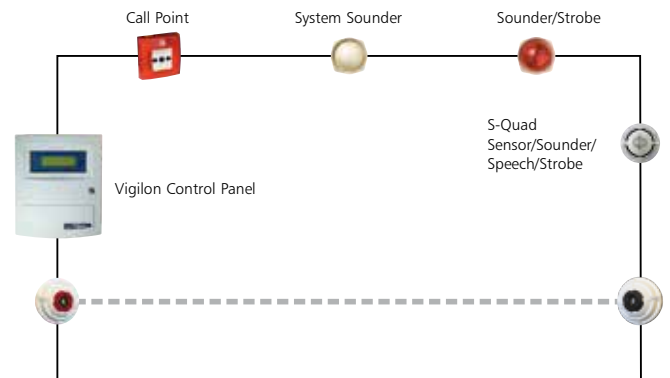 Call Point
System Sounder
Sounder/Strobe
S-Quad
Sensor/Sounder/
Speech/Strobe
Vigilon Control Panel